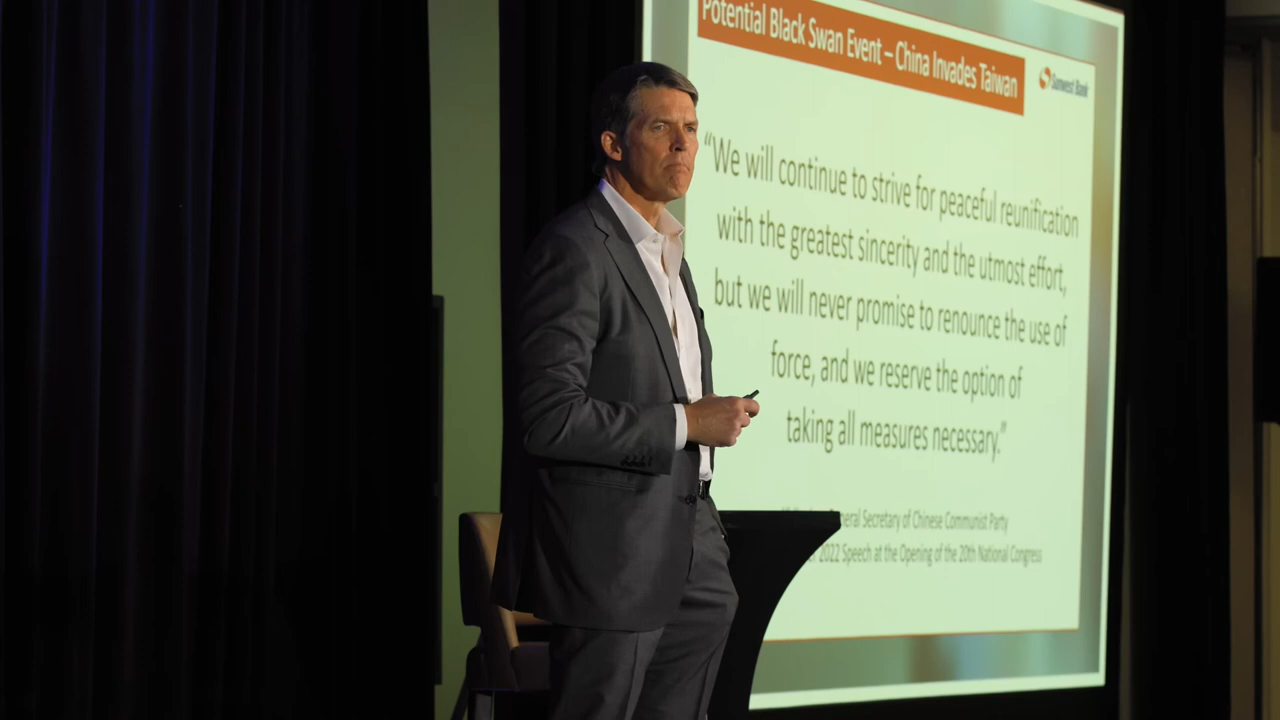 Potential Black Swan Event – China Invades Taiwan
Sunwest Bank
“We will continue to strive for peaceful reunification
with the greatest sincerity and the utmost effort,
but we will never promise to renounce the use of
force, and we reserve the option of
taking all measures necessary.”
Secretary of Chinese Communist Party
2022 Speech at the Opening of the 20th National Congress